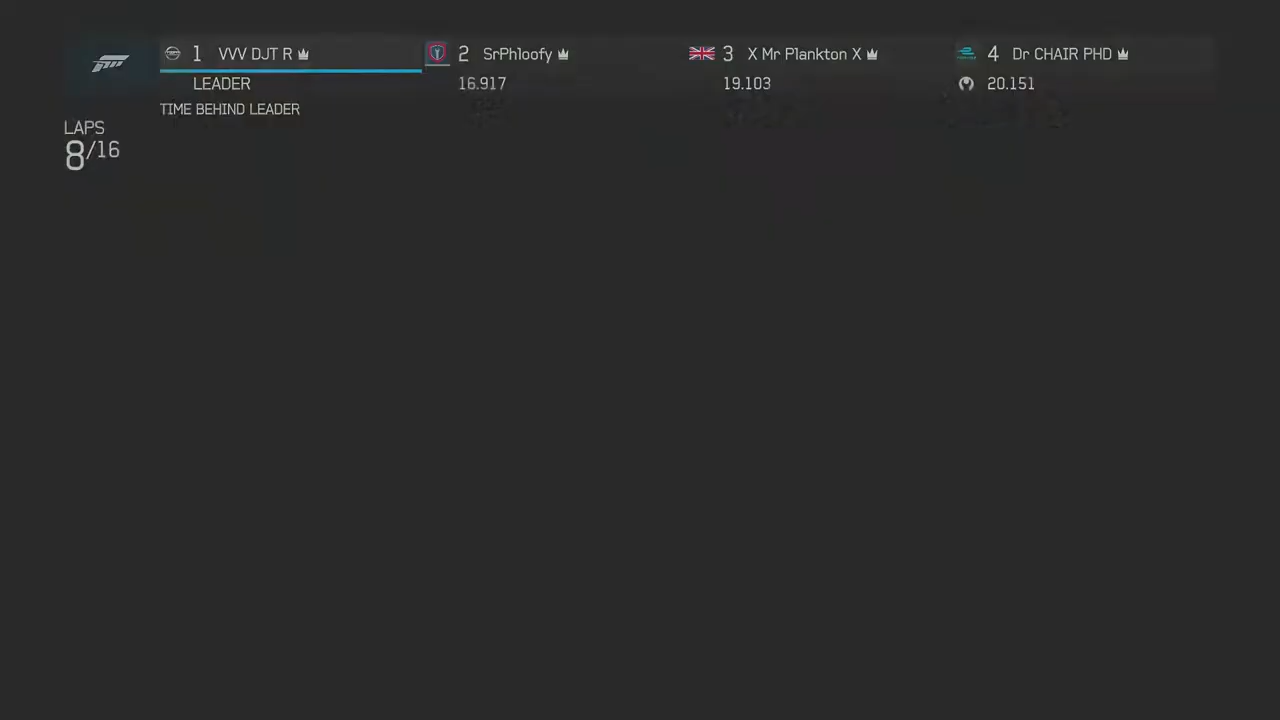 1 VVV DJT R 2 SrPhloofy 3 X Mr Plankton X 4 Dr CHAIR PHD
LEADER 16.917 19.103 20.151
TIME BEHIND LEADER
LAPS
8/16